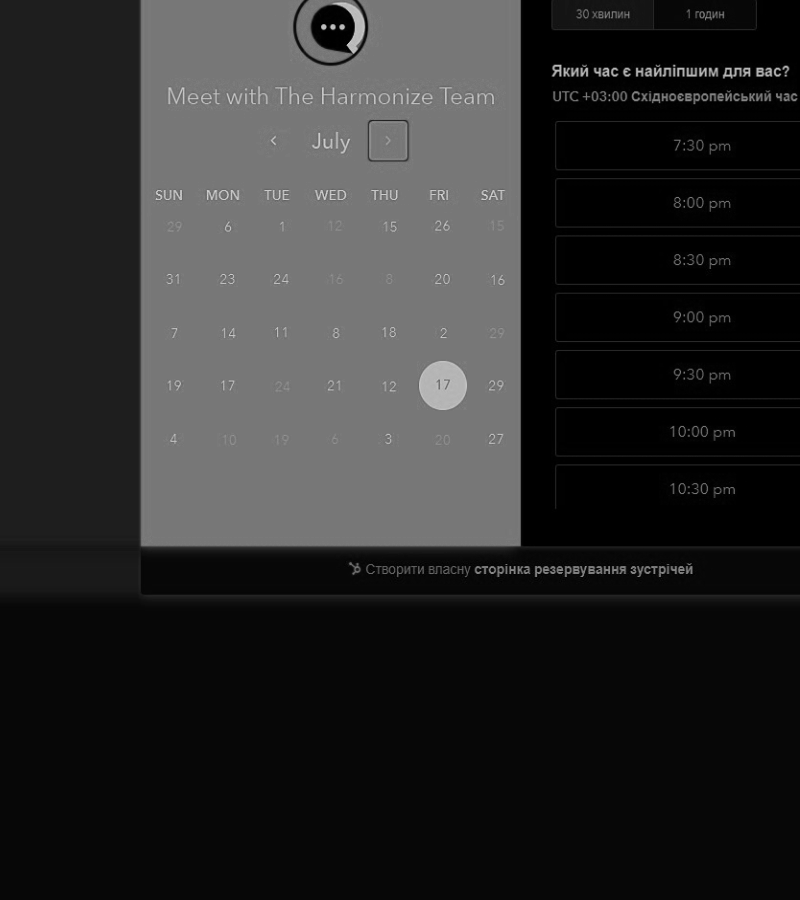 Meet with The Harmonize Team
July
SUN MON TUE WED THU FRI SAT
29 6 1 12 15 26 15
31 23 24 16 8 20 16
7 14 11 8 18 2 29
19 17 24 21 12 17 29
4 10 19 6 3 20 27
30 хвилин 1 годин
Який час є найліпшим для вас?
UTC +03:00 Східноєвропейський час
7:30 pm
8:00 pm
8:30 pm
9:00 pm
9:30 pm
10:00 pm
10:30 pm
Створити власну сторінка резервування зустрічей